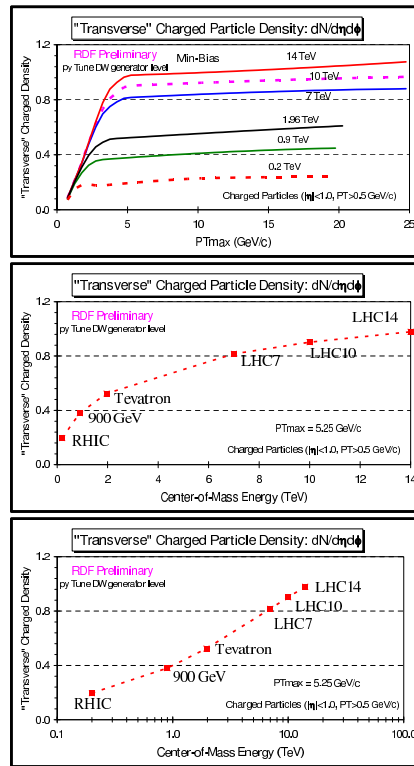 "Transverse" Charged Particle Density: dN/dηdϕ
"Transverse" Charged Density
1.2
0.8
0.4
0.0
RDF Preliminary
py Tune DW generator level
Min-Bias
14 TeV
10 TeV
7 TeV
1.96 TeV
0.9 TeV
0.2 TeV
Charged Particles (|η|<1.0, PT>0.5 GeV/c)
0 5 10 15 20 25
PTmax (GeV/c)
"Transverse" Charged Particle Density: dN/dηdϕ
"Transverse" Charged Density
1.2
0.8
0.4
0.0
RDF Preliminary
py Tune DW generator level
LHC14
LHC10
LHC7
Tevatron
900 GeV
RHIC
PTmax = 5.25 GeV/c
Charged Particles (|η|<1.0, PT>0.5 GeV/c)
0 2 4 6 8 10 12 14
Center-of-Mass Energy (TeV)
"Transverse" Charged Particle Density: dN/dηdϕ
"Transverse" Charged Density
1.2
0.8
0.4
0.0
RDF Preliminary
py Tune DW generator level
LHC14
LHC10
LHC7
Tevatron
900 GeV
RHIC
PTmax = 5.25 GeV/c
Charged Particles (|η|<1.0, PT>0.5 GeV/c)
0.1 1.0 10.0 100.0
Center-of-Mass Energy (TeV)